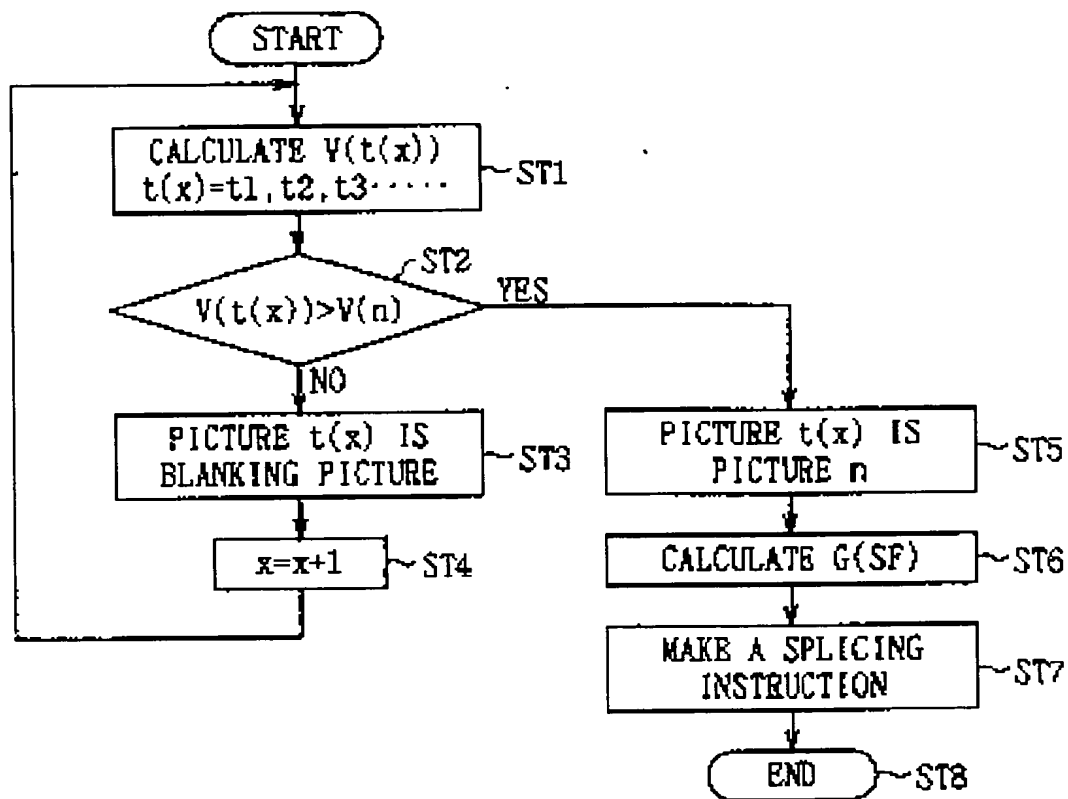 START
CALCULATE V(t(x))
t(x)=t1,t2,t3·····
ST1
ST2
V(t(x))>V(n)
YES
NO
PICTURE t(x) IS
BLANKING PICTURE
ST3
x=x+1
ST4
PICTURE t(x) IS
PICTURE n
ST5
CALCULATE G(SF)
ST6
MAKE A SPLICING
INSTRUCTION
ST7
END
ST8